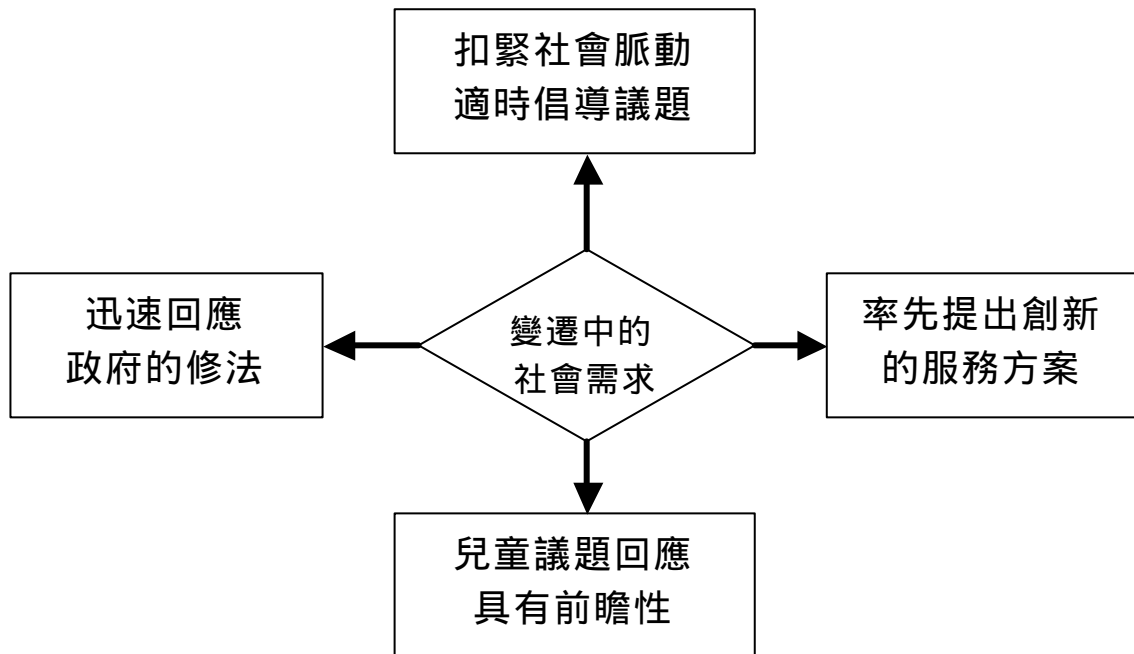 扣緊社會脈動
適時倡導議題
迅速回應
政府的修法
變遷中的
社會需求
率先提出創新
的服務方案
兒童議題回應
具有前瞻性